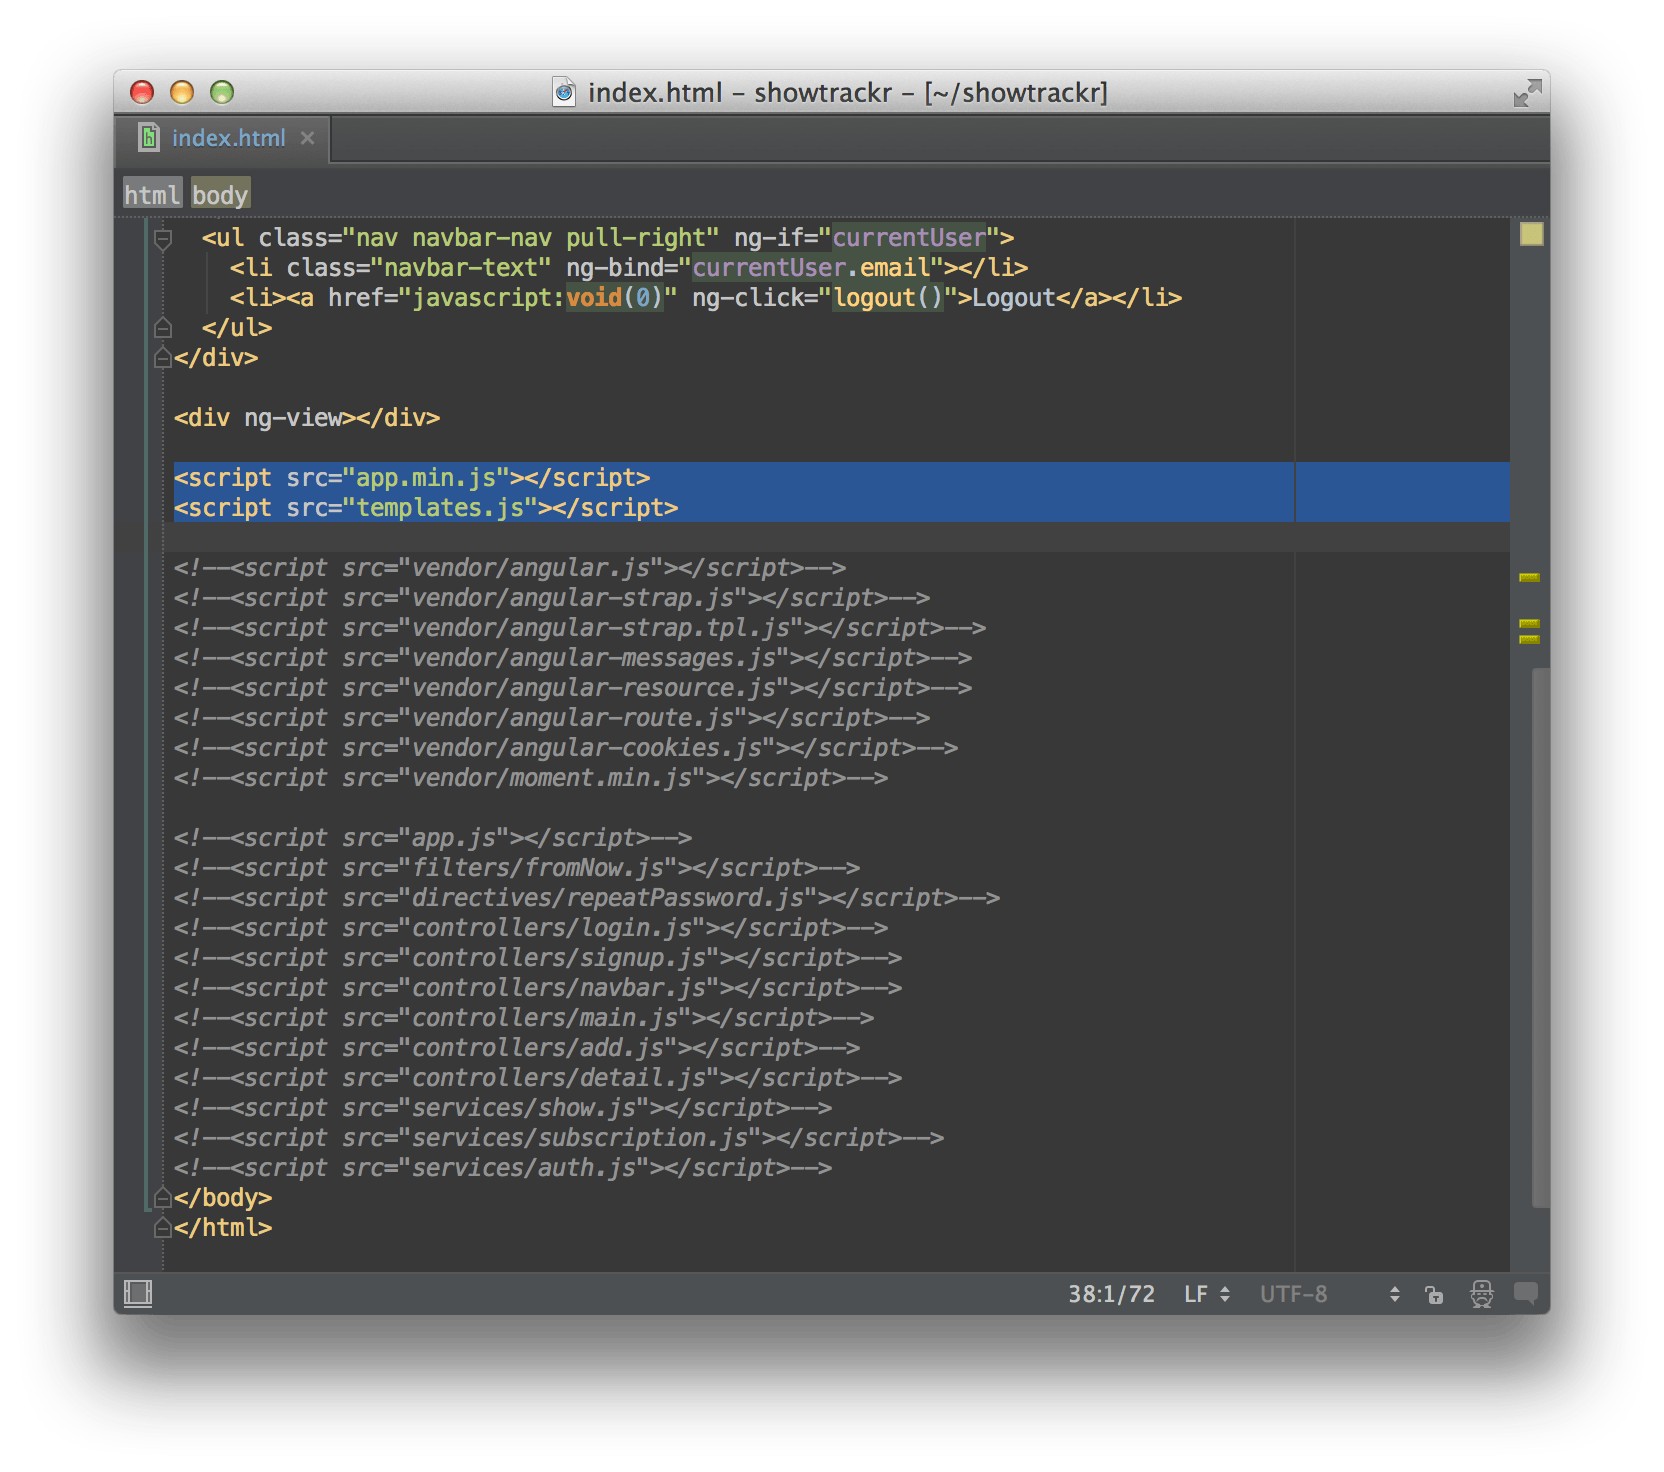 index.html – showtrackr – [~/showtrackr]
index.html
html body
<ul class="nav navbar-nav pull-right" ng-if="currentUser">
<li class="navbar-text" ng-bind="currentUser.email"></li>
<li><a href="javascript:void(0)" ng-click="logout()">Logout</a></li>
</ul>
</div>
<div ng-view></div>
<script src="app.min.js"></script>
<script src="templates.js"></script>
<!--<script src="vendor/angular.js"></script>-->
<!--<script src="vendor/angular-strap.js"></script>-->
<!--<script src="vendor/angular-strap.tpl.js"></script>-->
<!--<script src="vendor/angular-messages.js"></script>-->
<!--<script src="vendor/angular-resource.js"></script>-->
<!--<script src="vendor/angular-route.js"></script>-->
<!--<script src="vendor/angular-cookies.js"></script>-->
<!--<script src="vendor/moment.min.js"></script>-->
<!--<script src="app.js"></script>-->
<!--<script src="filters/fromNow.js"></script>-->
<!--<script src="directives/repeatPassword.js"></script>-->
<!--<script src="controllers/login.js"></script>-->
<!--<script src="controllers/signup.js"></script>-->
<!--<script src="controllers/navbar.js"></script>-->
<!--<script src="controllers/main.js"></script>-->
<!--<script src="controllers/add.js"></script>-->
<!--<script src="controllers/detail.js"></script>-->
<!--<script src="services/show.js"></script>-->
<!--<script src="services/subscription.js"></script>-->
<!--<script src="services/auth.js"></script>-->
</body>
</html>
38:1/72 LF UTF-8